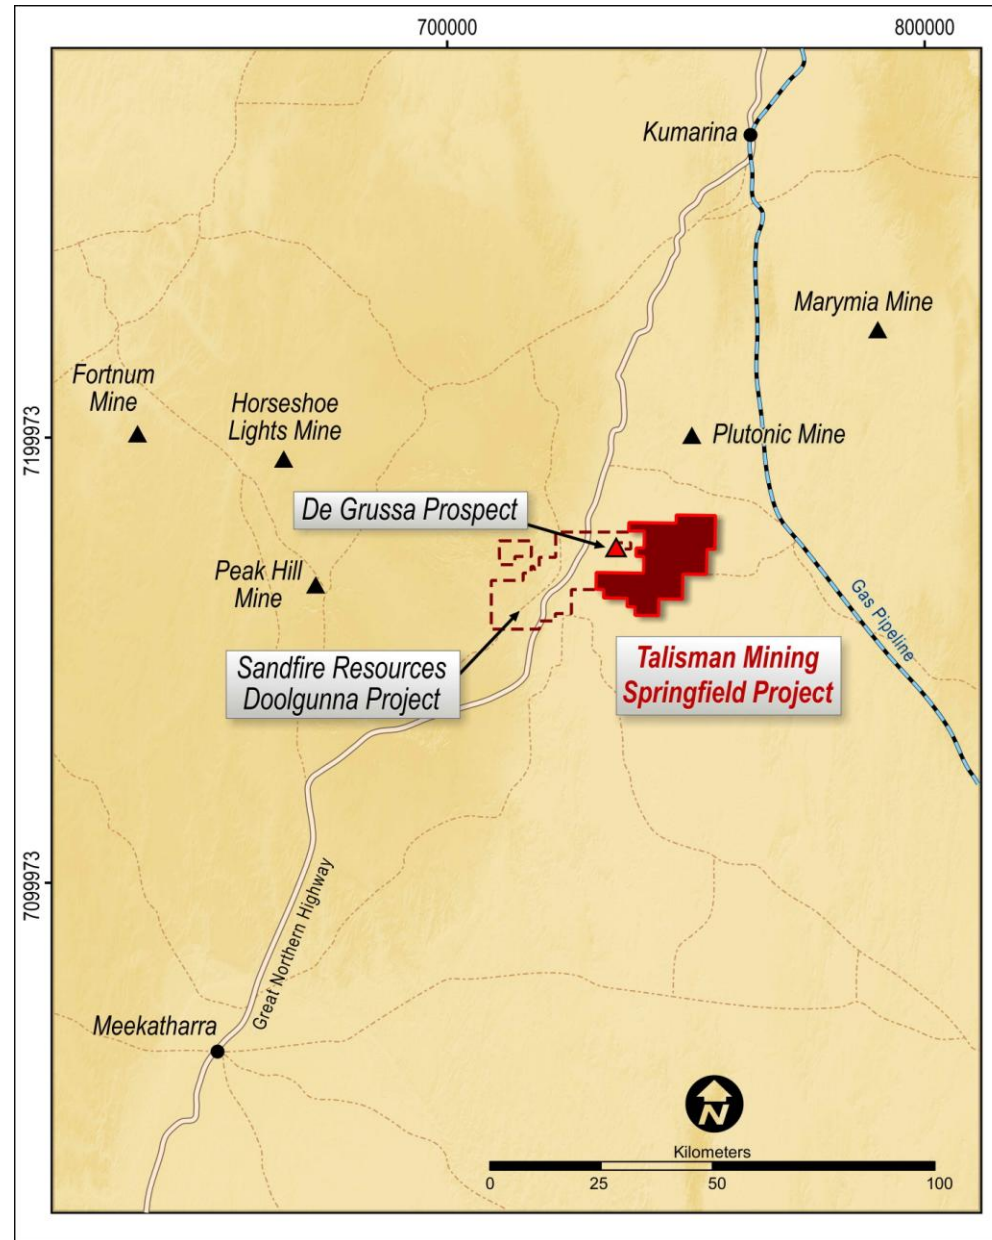 700000
800000
Kumarina
Marymia Mine
Fortnum
Mine
Horseshoe
Lights Mine
7199973
Plutonic Mine
De Grussa Prospect
Peak Hill
Mine
Gas Pipeline
Sandfire Resources
Doolgunna Project
Talisman Mining
Springfield Project
7099973
Great Northern Highway
Meekatharra
N
Kilometers
0 25 50 100